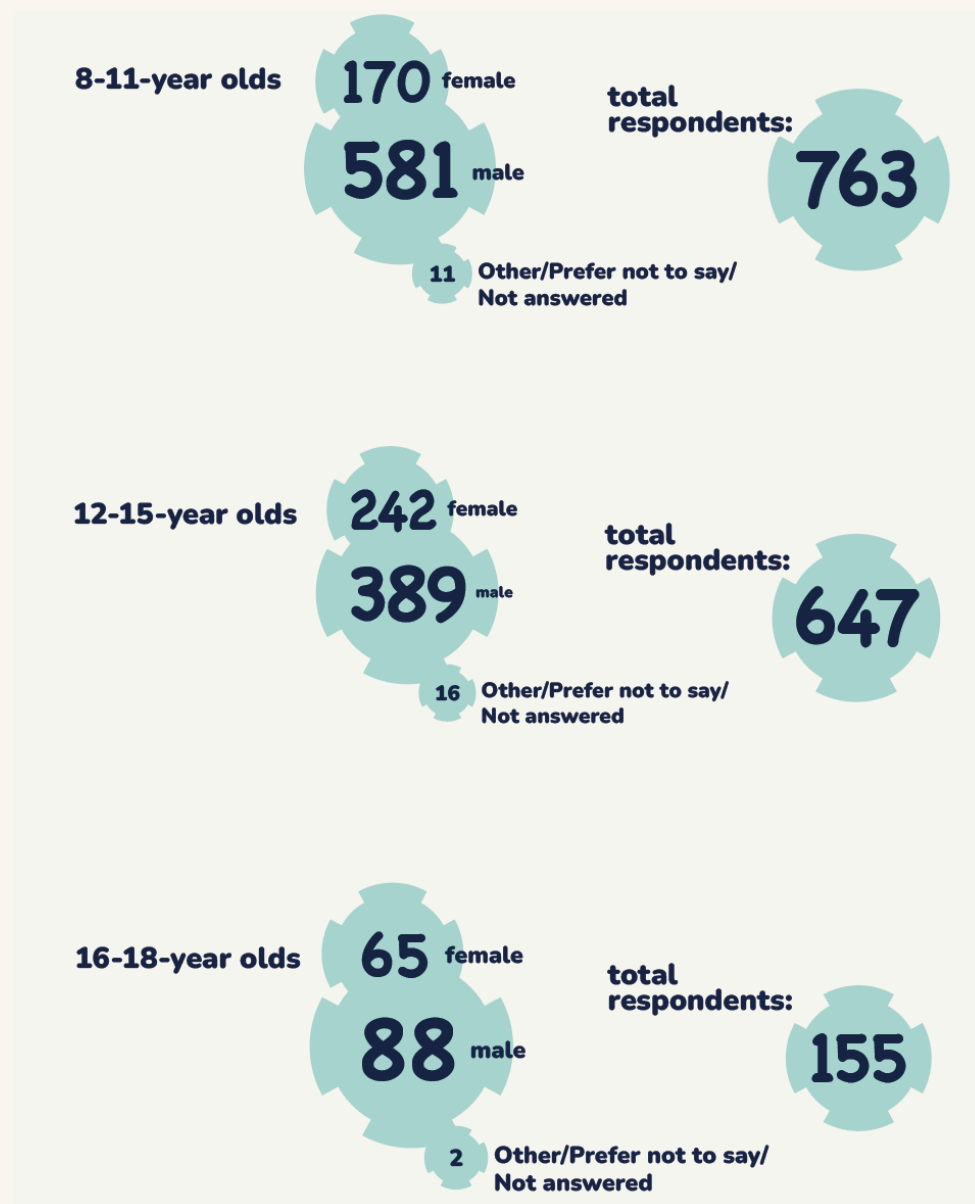 8-11-year olds
170 female
581 male
11 Other/Prefer not to say/
Not answered
total
respondents:
763
12-15-year olds
242 female
389 male
16 Other/Prefer not to say/
Not answered
total
respondents:
647
16-18-year olds
65 female
88 male
2 Other/Prefer not to say/
Not answered
total
respondents:
155